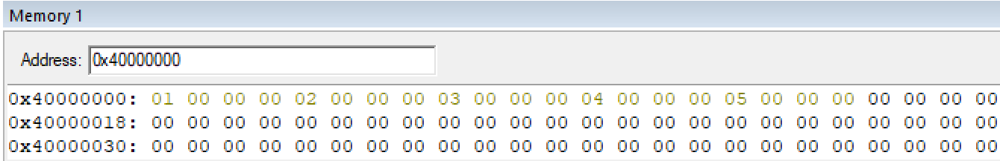 Memory 1
Address: 0x40000000
0x40000000: 01 00 00 00 02 00 00 00 03 00 00 00 04 00 00 00 05 00 00 00 00 00 00 00
0x40000018: 00 00 00 00 00 00 00 00 00 00 00 00 00 00 00 00 00 00 00 00 00 00 00 00
0x40000030: 00 00 00 00 00 00 00 00 00 00 00 00 00 00 00 00 00 00 00 00 00 00 00 00